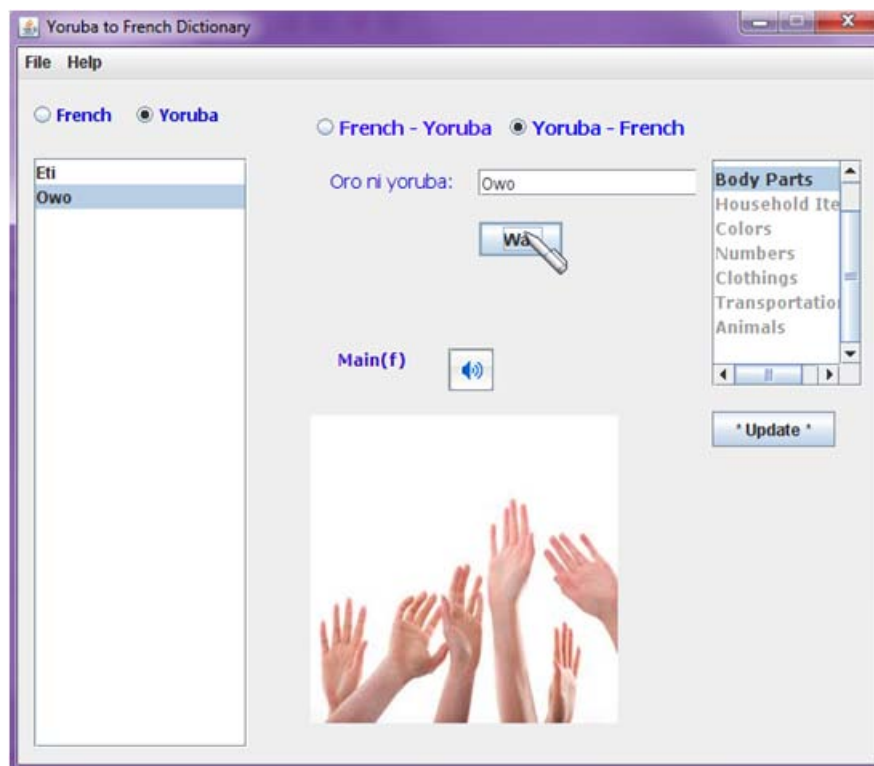 Yoruba to French Dictionary
File Help
French Yoruba
French - Yoruba Yoruba - French
Eti
Owo
Oro ni yoruba: Owo
Body Parts
Household Ite
Colors
Numbers
Clothings
Transportatio
Animals
Main(f)
* Update *